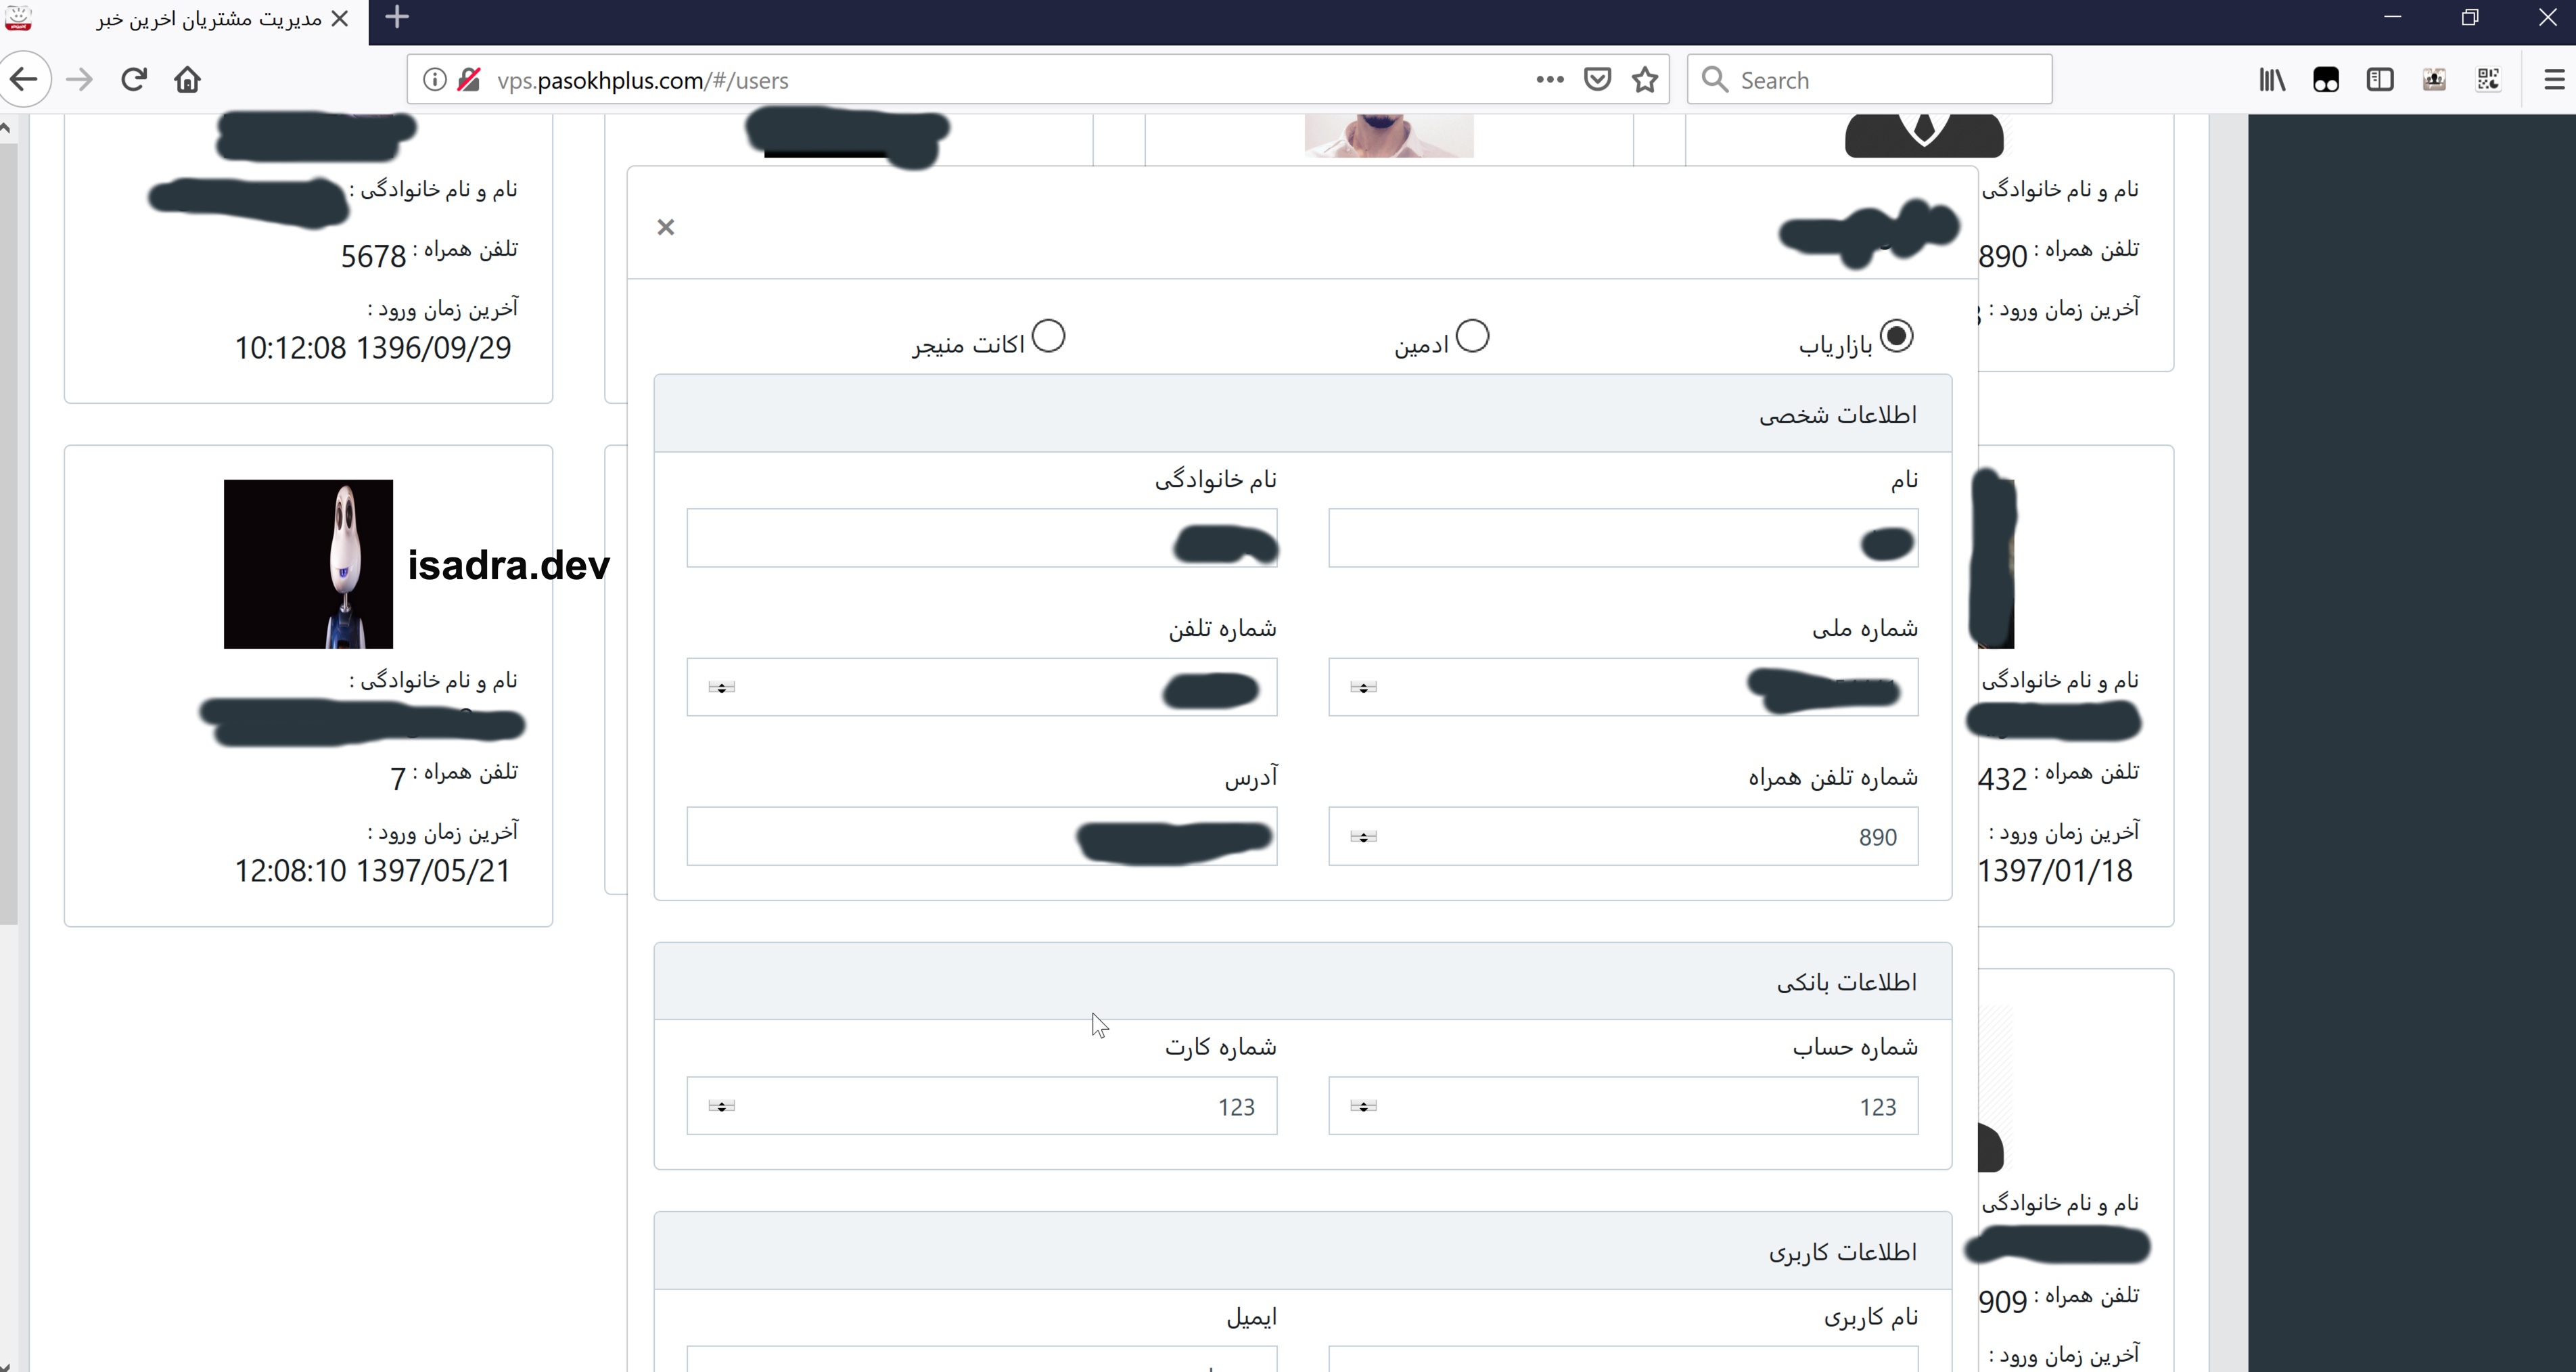 مدیریت مشتریان اخرین خبر
vps.pasokhplus.com/#/users
Search
نام و نام خانوادگی :
تلفن همراه : 890
آخرین زمان ورود :
نام و نام خانوادگی :
تلفن همراه : 5678
آخرین زمان ورود :
10:12:08 1396/09/29
×
بازاریاب
ادمین
اکانت منیجر
اطلاعات شخصی
نام
نام خانوادگی
شماره ملی
شماره تلفن
شماره تلفن همراه
آدرس
890
اطلاعات بانکی
شماره حساب
شماره کارت
123
123
اطلاعات کاربری
نام کاربری
ایمیل
نام و نام خانوادگی
تلفن همراه : 432
آخرین زمان ورود :
1397/01/18
isadra.dev
نام و نام خانوادگی :
تلفن همراه : 7
آخرین زمان ورود :
12:08:10 1397/05/21
نام و نام خانوادگی
تلفن همراه : 909
آخرین زمان ورود :